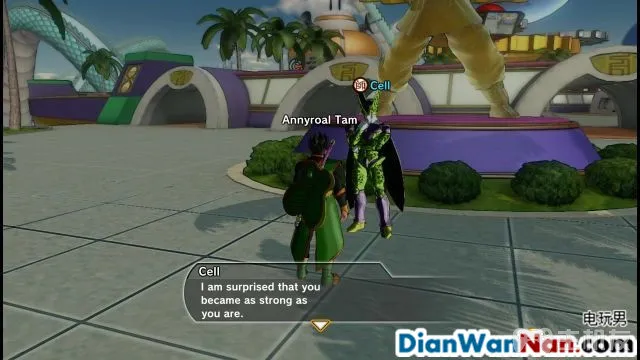 Cell
Annyroal Tam
Cell
I am surprised that you
became as strong as
you are.
电玩男
DianWanNan.com